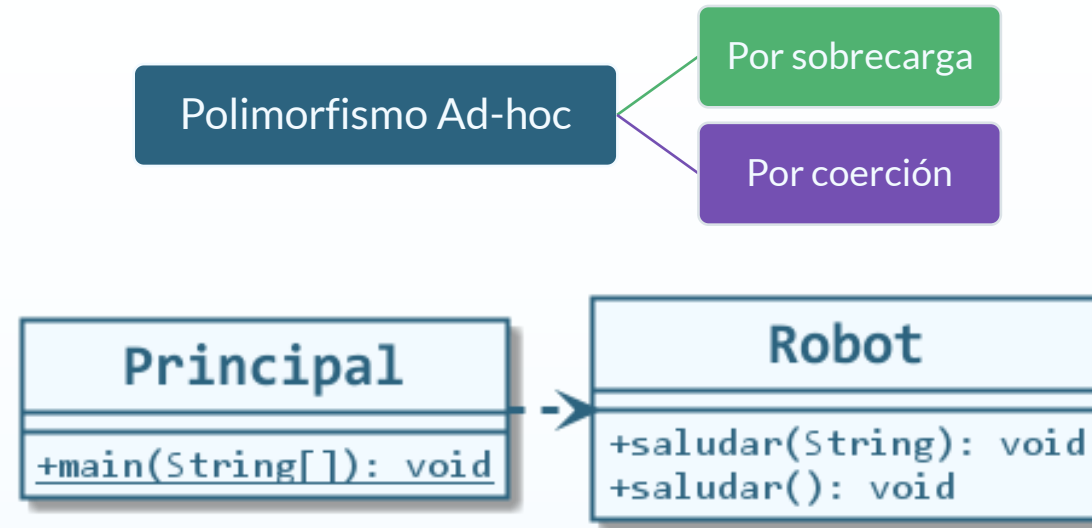 Polimorfismo Ad-hoc
Por sobrecarga
Por coerción
Principal
+main(String[]): void
Robot
+saludar(String): void
+saludar(): void